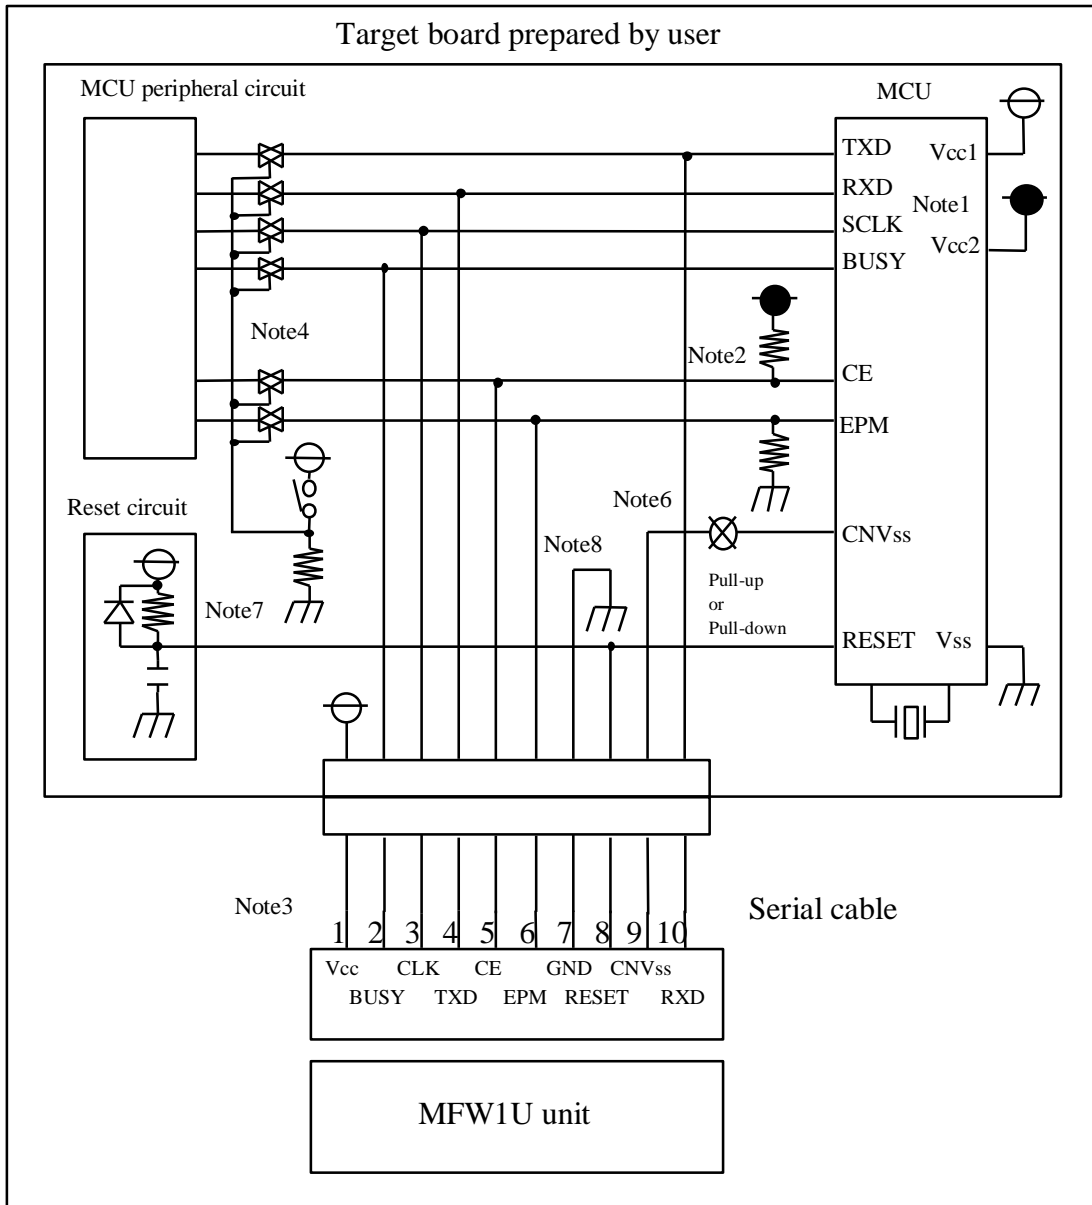 Target board prepared by user
MCU peripheral circuit
MCU
TXD
Vcc1
RXD
Note1
SCLK
Vcc2
BUSY
Note4
Note2
CE
EPM
Reset circuit
Note6
CNVss
Note8
Pull-up
or
Pull-down
Note7
RESET
Vss
Note3
Serial cable
1 2 3 4 5 6 7 8 9 10
Vcc CLK CE GND CNVss
BUSY TXD EPM RESET RXD
MFW1U unit